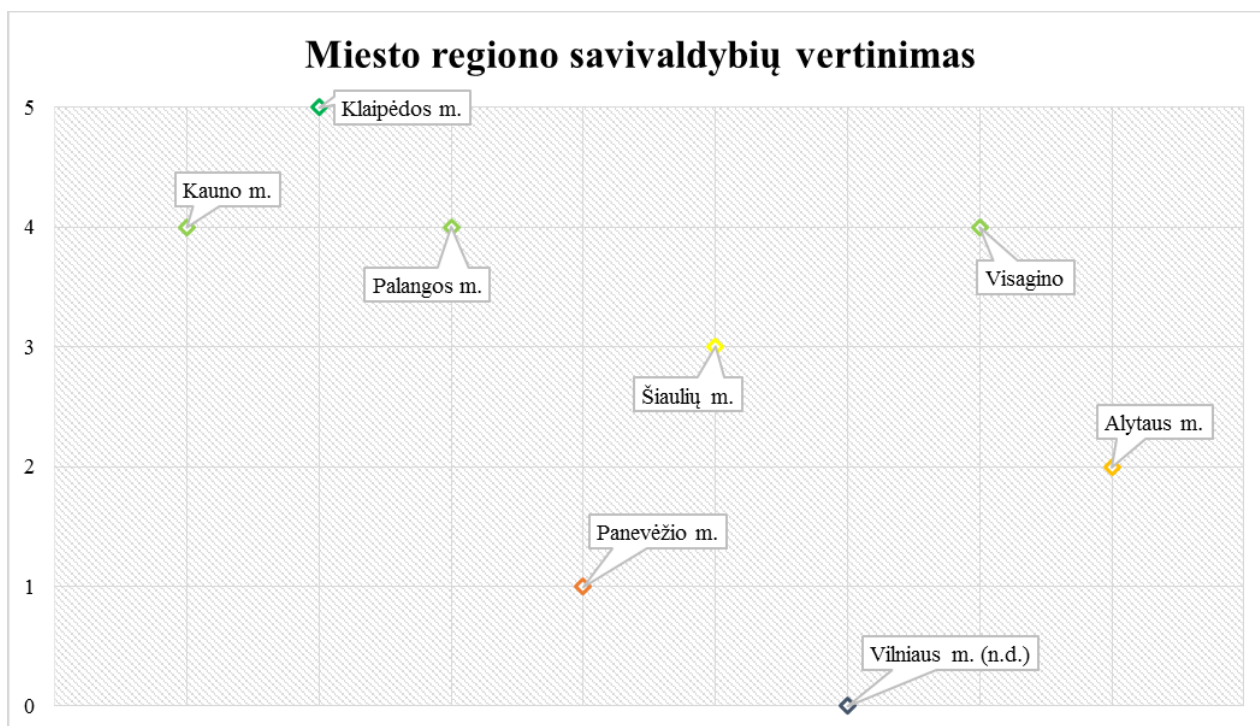 Miesto regiono savivaldybių vertinimas
5
Klaipėdos m.
Kauno m.
4
Palangos m.
Visagino
3
Šiaulių m.
Alytaus m.
2
Panevėžio m.
1
Vilniaus m. (n.d.)
0